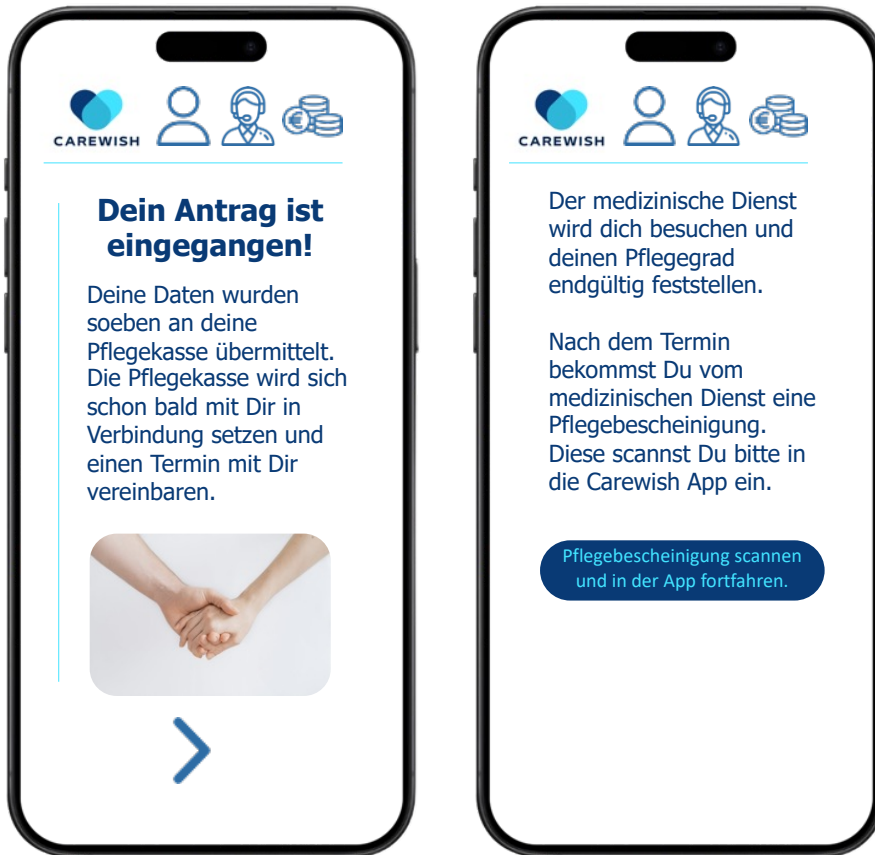 CAREWISH
Dein Antrag ist
eingegangen!
Deine Daten wurden
soeben an deine
Pflegekasse übermittelt.
Die Pflegekasse wird sich
schon bald mit Dir in
Verbindung setzen und
einen Termin mit Dir
vereinbaren.
CAREWISH
Der medizinische Dienst
wird dich besuchen und
deinen Pflegegrad
endgültig feststellen.
Nach dem Termin
bekommst Du vom
medizinischen Dienst eine
Pflegebescheinigung.
Diese scannst Du bitte in
die Carewish App ein.
Pflegebescheinigung scannen
und in der App fortfahren.